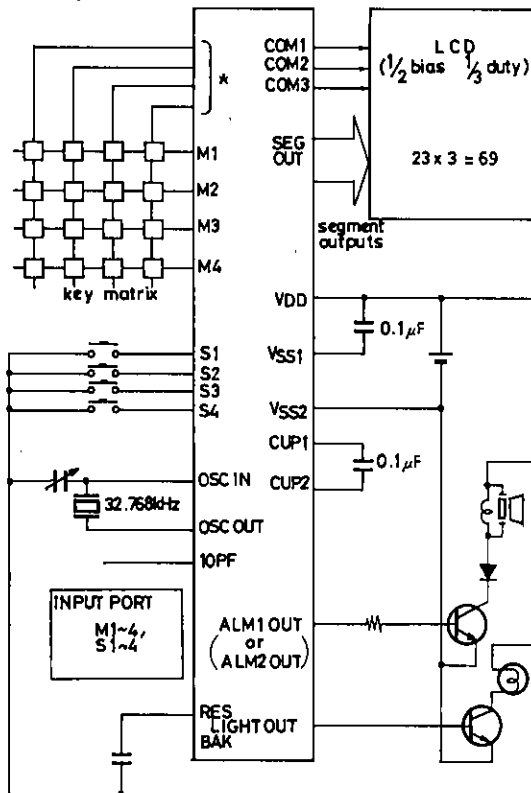 COM1
COM2
COM3
LCD
(1/2 bias 1/3 duty)
*
SEG
OUT
23 x 3 = 69
segment
outputs
M1
M2
M3
M4
key matrix
VDD
0.1μF
VSS1
S1
S2
S3
S4
VSS2
CUP1
0.1μF
CUP2
OSC IN
32.768kHz
OSC OUT
10PF
INPUT PORT
M1~4,
S1~4
ALM1 OUT
or
(ALM2 OUT)
RES
LIGHT OUT
BAK